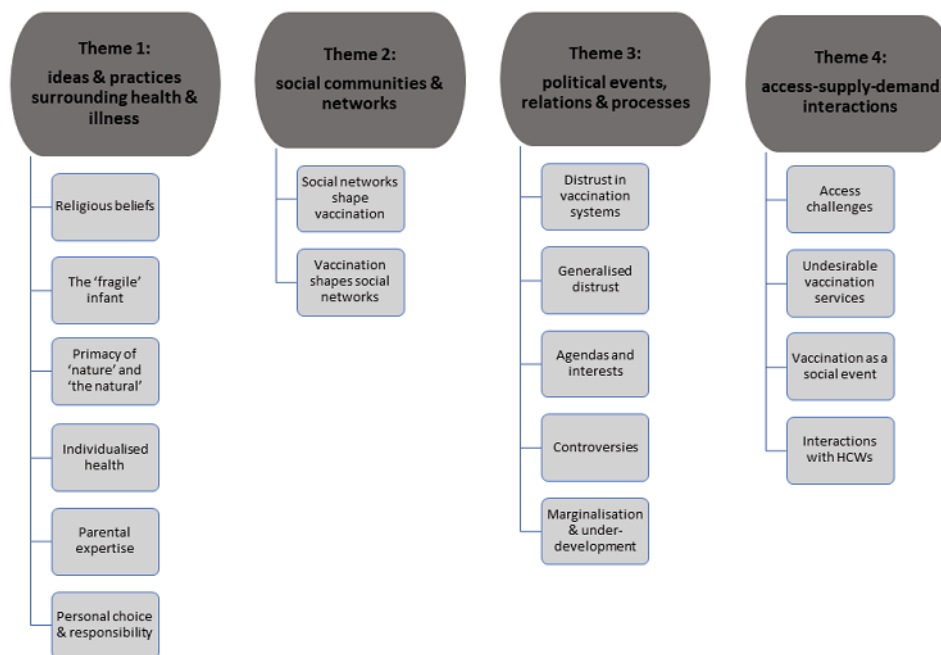 Theme 1:
ideas & practices
surrounding health &
illness
Religious beliefs
The ‘fragile’
infant
Primacy of
‘nature’ and
‘the natural’
Individualised
health
Parental
expertise
Personal choice
& responsibility
Theme 2:
social communities &
networks
Social networks
shape
vaccination
Vaccination
shapes social
networks
Theme 3:
political events,
relations & processes
Distrust in
vaccination
systems
Generalised
distrust
Agendas and
interests
Controversies
Marginalisation
& under-
development
Theme 4:
access-supply-demand
interactions
Access
challenges
Undesirable
vaccination
services
Vaccination as a
social event
Interactions
with HCWs